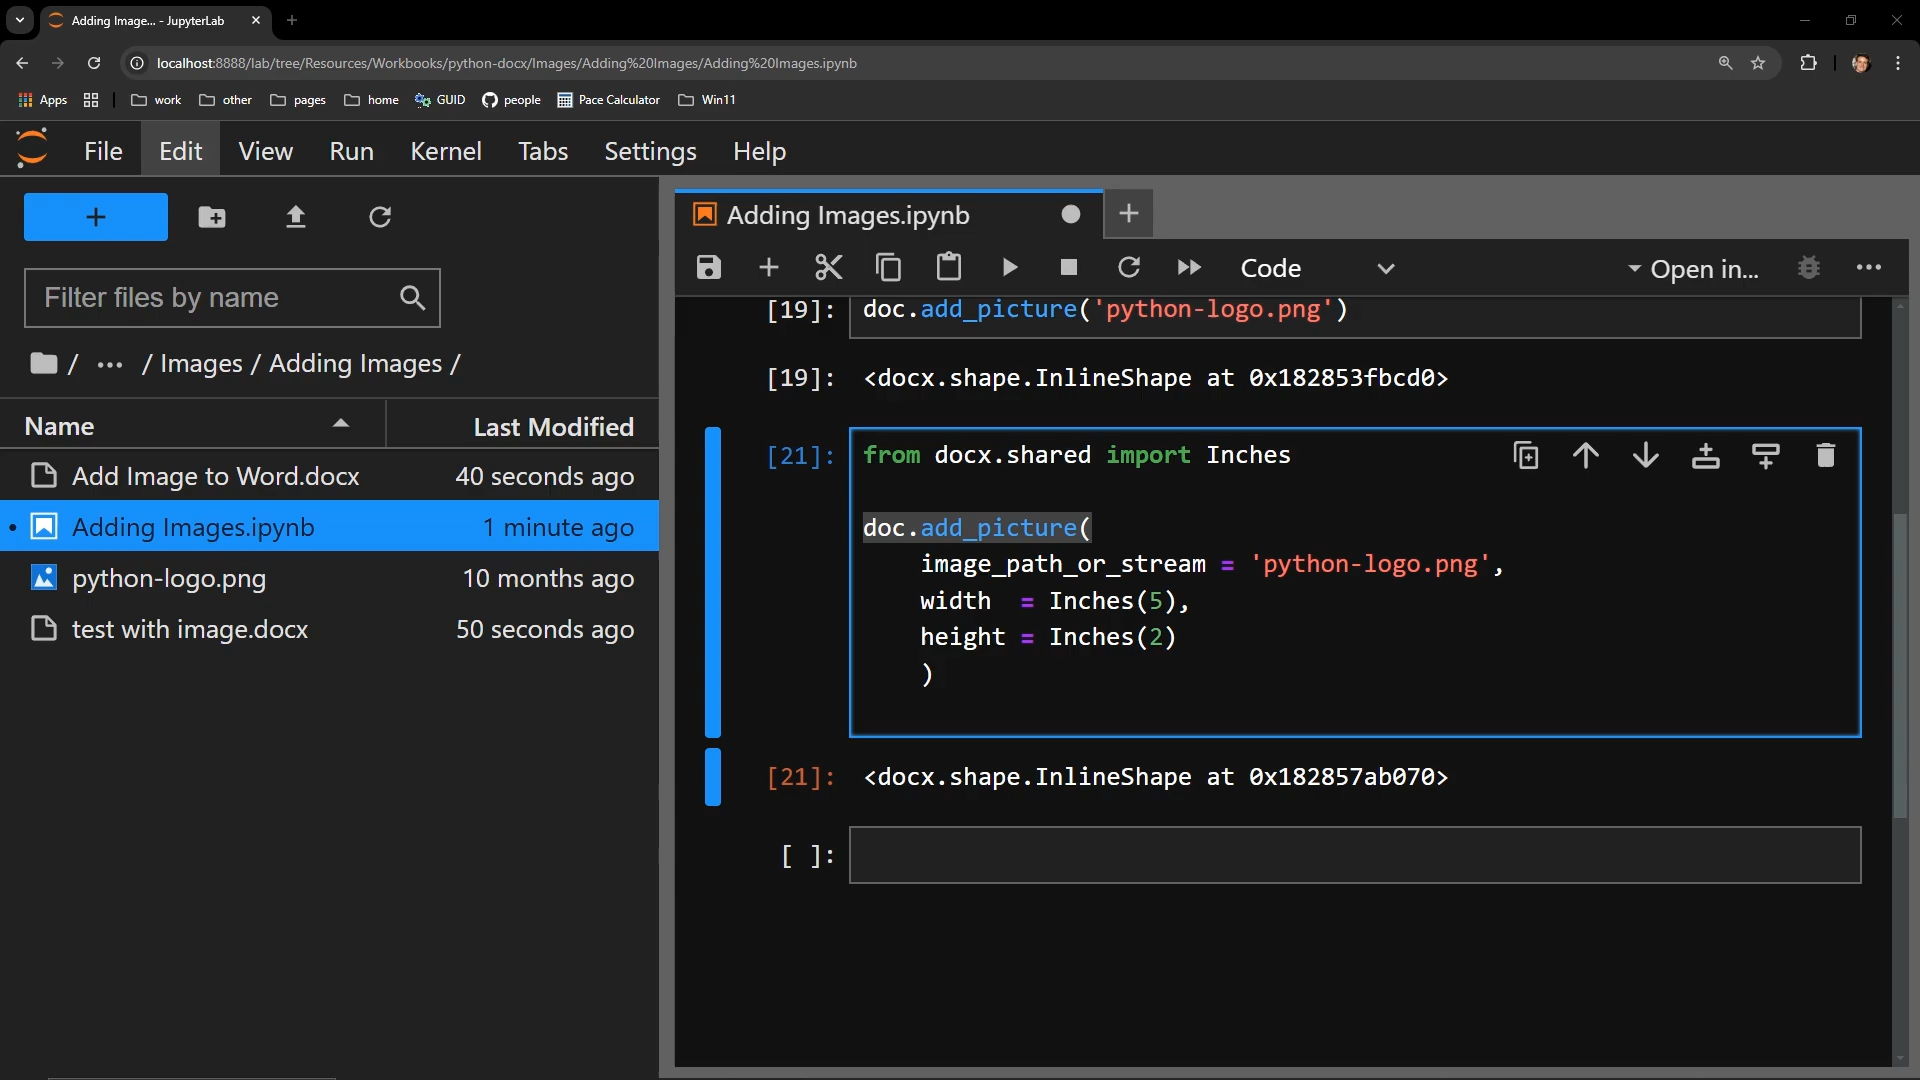 Adding Image... - JupyterLab
localhost:8888/lab/tree/Resources/Workbooks/python-docx/Images/Adding%20Images/Adding%20Images.ipynb
Apps work other pages home GUID people Pace Calculator Win11
File Edit View Run Kernel Tabs Settings Help
Filter files by name
/ ... / Images / Adding Images /
Name Last Modified
Add Image to Word.docx 40 seconds ago
Adding Images.ipynb 1 minute ago
python-logo.png 10 months ago
test with image.docx 50 seconds ago
Adding Images.ipynb
Code Open in...
[19]: doc.add_picture('python-logo.png')
[19]: <docx.shape.InlineShape at 0x182853fbcd0>
[21]: from docx.shared import Inches
doc.add_picture(
image_path_or_stream = 'python-logo.png',
width = Inches(5),
height = Inches(2)
)
[21]: <docx.shape.InlineShape at 0x182857ab070>
[ ]: